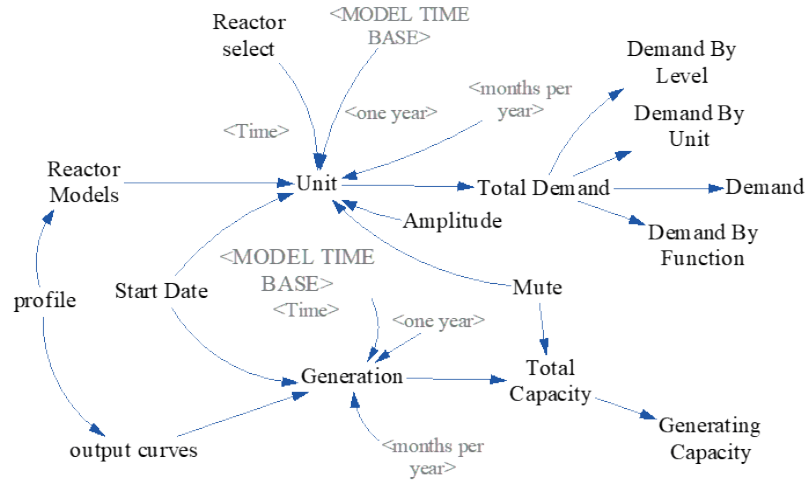 Reactor
select
<MODEL TIME
BASE>
Demand By
Level
<months per
year>
<one year>
<Time>
Demand By
Unit
Reactor
Models
Unit
Total Demand
Demand
Amplitude
Demand By
Function
<MODEL TIME
BASE>
<Time>
profile
Start Date
Mute
<one year>
Generation
Total
Capacity
Generating
Capacity
output curves
<months per
year>